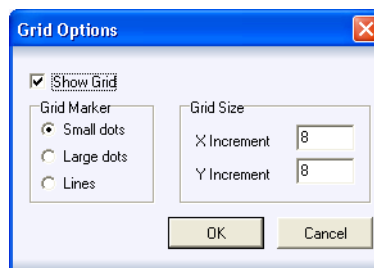 Grid Options
Show Grid
Grid Marker
Small dots
Large dots
Lines
Grid Size
X Increment 8
Y Increment 8
OK Cancel